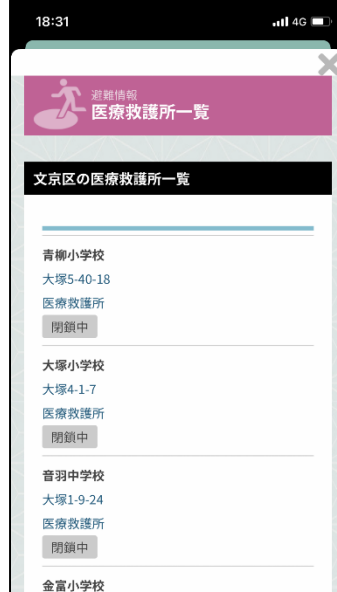 18:31
4G
避難情報
医療救護所一覧
文京区の医療救護所一覧
青柳小学校
大塚5-40-18
医療救護所
閉鎖中
大塚小学校
大塚4-1-7
医療救護所
閉鎖中
音羽中学校
大塚1-9-24
医療救護所
閉鎖中
金富小学校